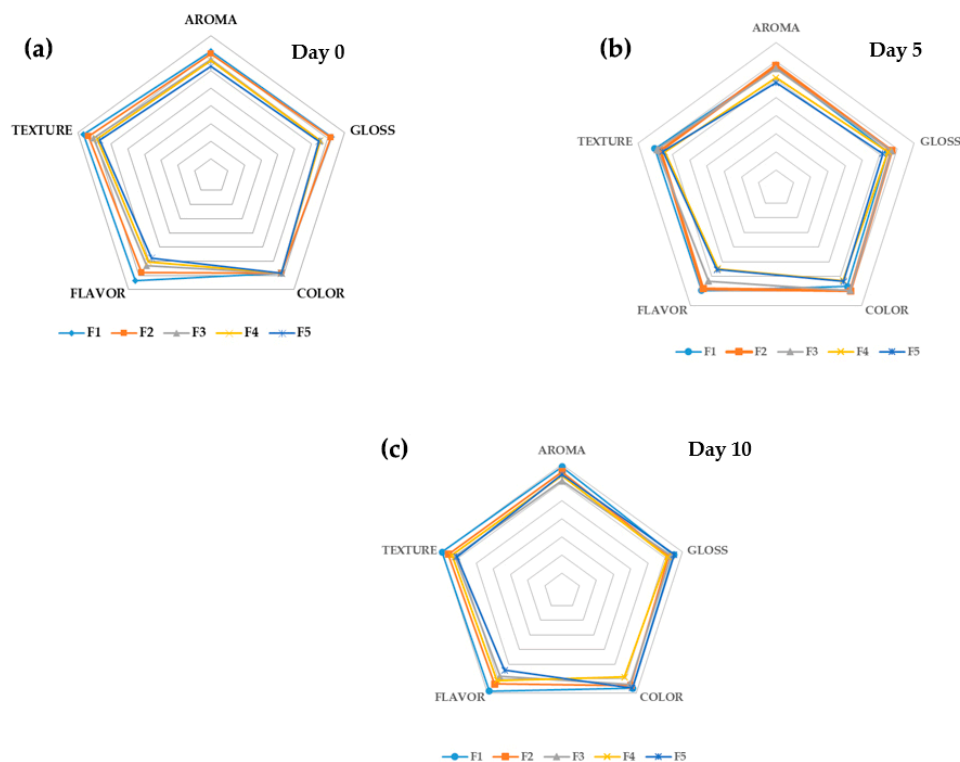 (a)
AROMA
Day 0
TEXTURE
GLOSS
FLAVOR
COLOR
F1 F2 F3 F4 F5
(b)
AROMA
Day 5
TEXTURE
GLOSS
FLAVOR
COLOR
F1 F2 F3 F4 F5
(c)
AROMA
Day 10
TEXTURE
GLOSS
FLAVOR
COLOR
F1 F2 F3 F4 F5